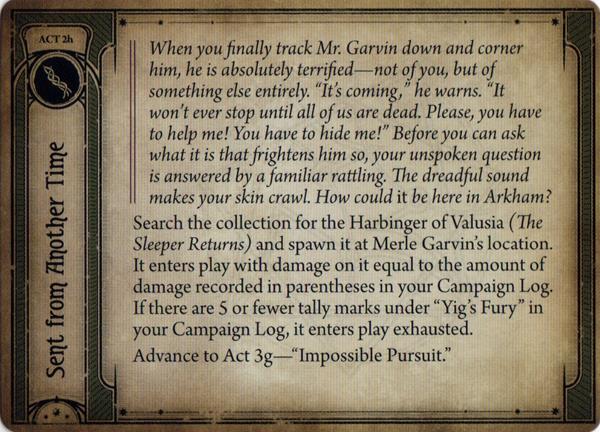 ACT 2h
Sent from Another Time
When you finally track Mr. Garvin down and corner
him, he is absolutely terrified—not of you, but of
something else entirely. “It’s coming,” he warns. “It
won’t ever stop until all of us are dead. Please, you have
to help me! You have to hide me!” Before you can ask
what it is that frightens him so, your unspoken question
is answered by a familiar rattling. The dreadful sound
makes your skin crawl. How could it be here in Arkham?
Search the collection for the Harbinger of Valusia (The
Sleeper Returns) and spawn it at Merle Garvin’s location.
It enters play with damage on it equal to the amount of
damage recorded in parentheses in your Campaign Log.
If there are 5 or fewer tally marks under “Yig’s Fury” in
your Campaign Log, it enters play exhausted.
Advance to Act 3g—“Impossible Pursuit.”